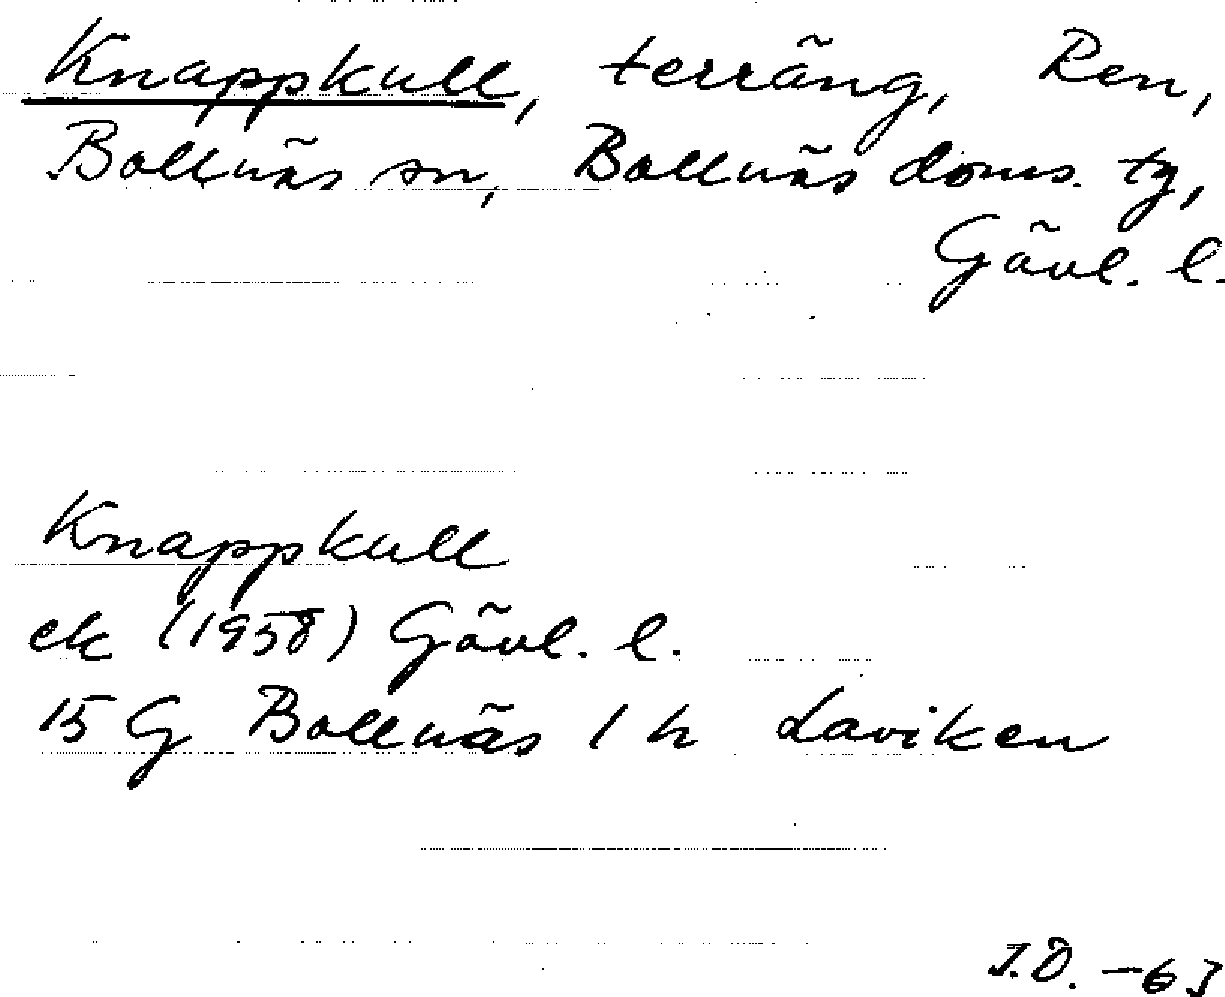 Knappkull, terräng, Ren,
Bollnäs sn, Bollnäs doms. tg,
Gävl. l.
Knappkull
ek (1958) Gävl. l.
15 G Bollnäs 1 h Laviken
J.Ö. -63